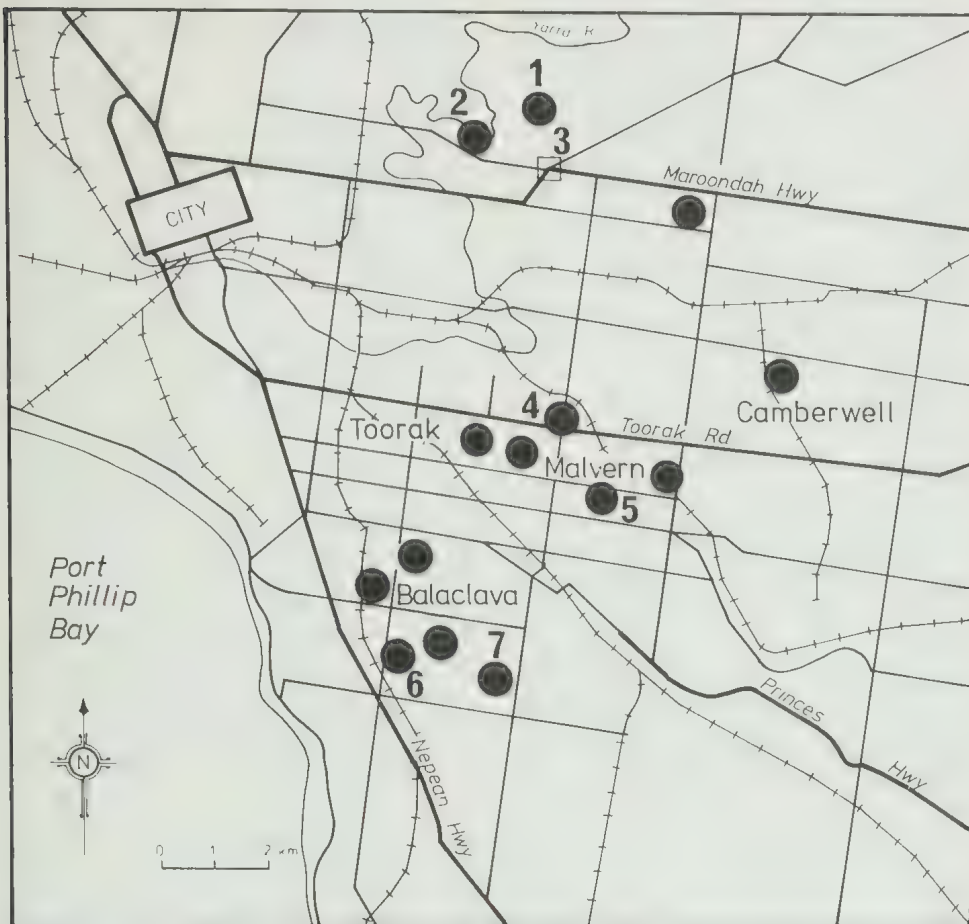 Yarra R
1
2
3
Maroondah Hwy
CITY
Camberwell
4
Toorak
Toorak Rd
Malvern
5
Port
Phillip
Bay
Balaclava
7
6
Princes
Hwy
Nepean Hwy
N
0 1 2 km